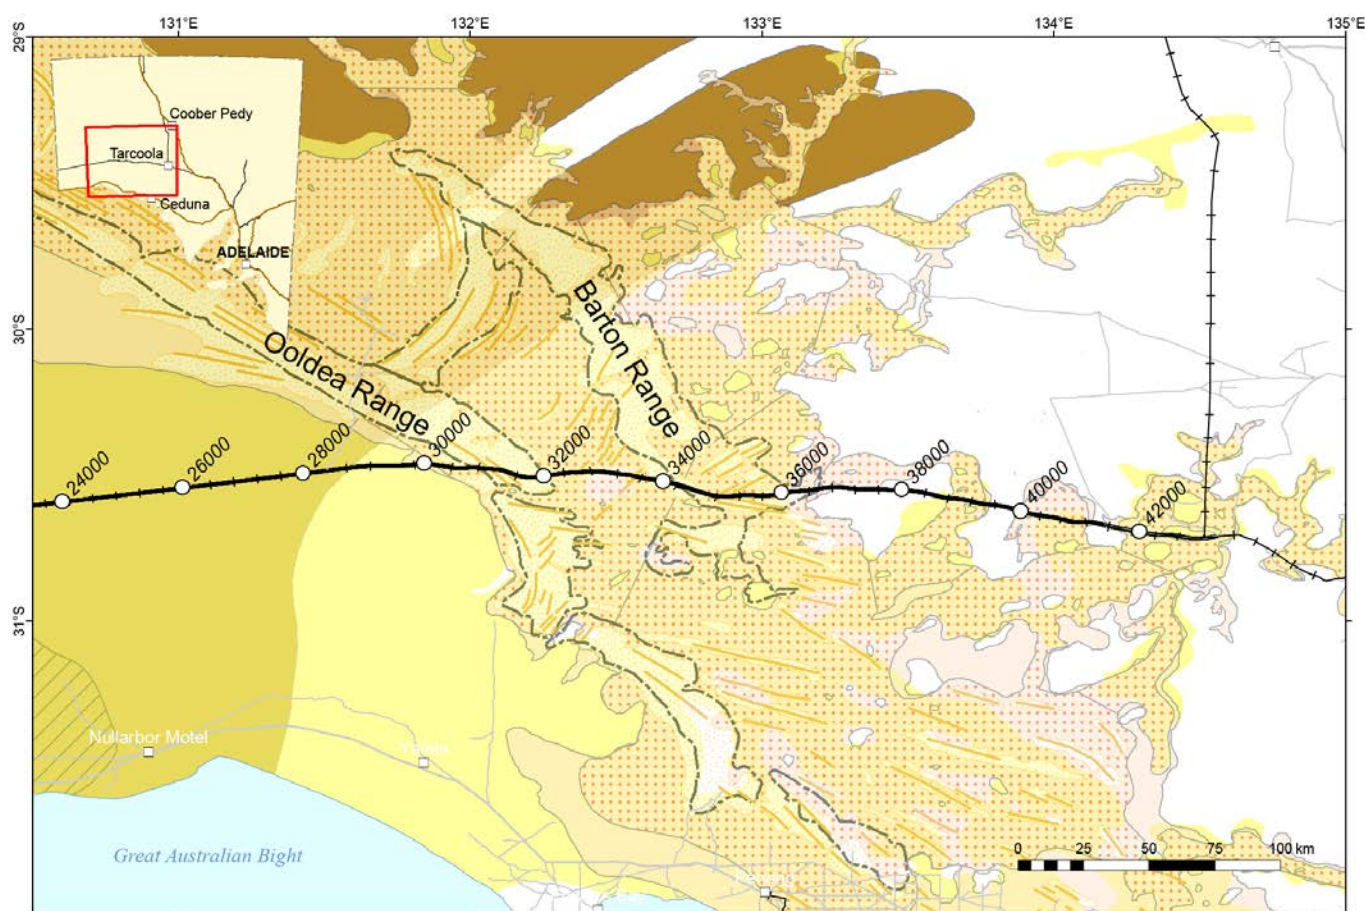 131°E
132°E
133°E
134°E
135°E
29°S
Coober Pedy
Tarcoola
Ceduna
ADELAIDE
30°S
Barton Range
Ooldea Range
24000
26000
28000
30000
32000
34000
36000
38000
40000
42000
31°S
Nullarbor Motel
Yalata
Great Australian Bight
0 25 50 75 100 km